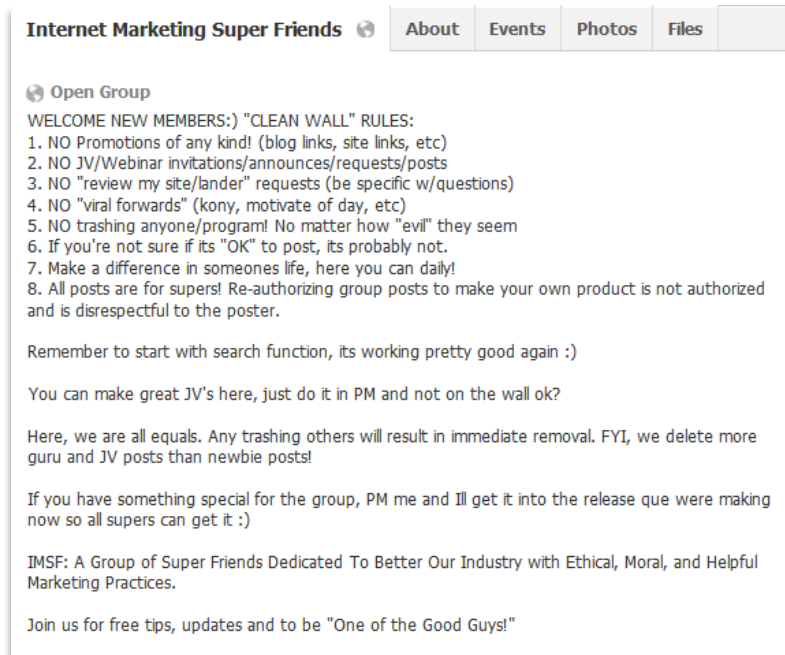 Internet Marketing Super Friends About Events Photos Files
Open Group
WELCOME NEW MEMBERS:) "CLEAN WALL" RULES:
1. NO Promotions of any kind! (blog links, site links, etc)
2. NO JV/Webinar invitations/announces/requests/posts
3. NO "review my site/lander" requests (be specific w/questions)
4. NO "viral forwards" (kony, motivate of day, etc)
5. NO trashing anyone/program! No matter how "evil" they seem
6. If you're not sure if its "OK" to post, its probably not.
7. Make a difference in someones life, here you can daily!
8. All posts are for supers! Re-authorizing group posts to make your own product is not authorized
and is disrespectful to the poster.
Remember to start with search function, its working pretty good again :)
You can make great JV's here, just do it in PM and not on the wall ok?
Here, we are all equals. Any trashing others will result in immediate removal. FYI, we delete more
guru and JV posts than newbie posts!
If you have something special for the group, PM me and Ill get it into the release que were making
now so all supers can get it :)
IMSF: A Group of Super Friends Dedicated To Better Our Industry with Ethical, Moral, and Helpful
Marketing Practices.
Join us for free tips, updates and to be "One of the Good Guys!"